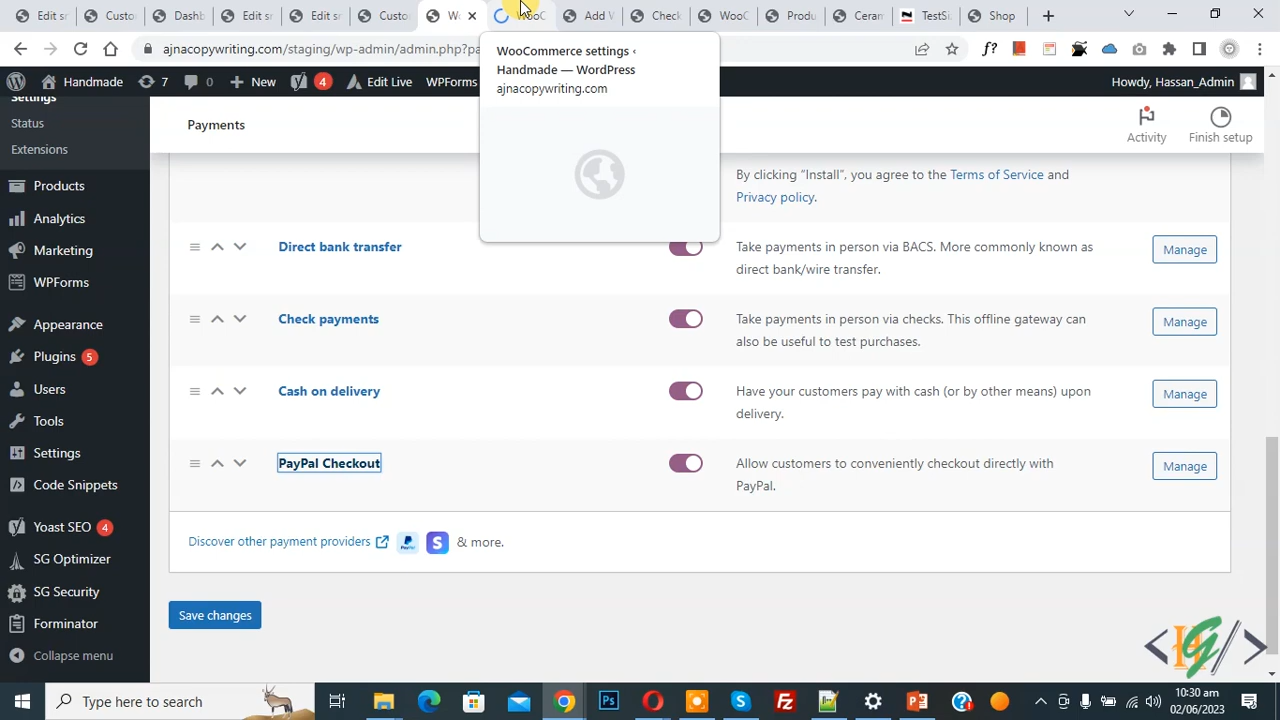 Edit s
Custo
Dashb
Edit sr
Edit sr
Custo
Wo
WooC
Add V
Check
WooC
Produ
Ceram
TestSi
Shop
ajnacopywriting.com/staging/wp-admin/admin.php?pa
WooCommerce settings ‹
Handmade — WordPress
ajnacopywriting.com
Handmade
7
0
New
4
Edit Live
WPForms
Howdy, Hassan_Admin
Settings
Status
Extensions
Products
Analytics
Marketing
WPForms
Appearance
Plugins 5
Users
Tools
Settings
Code Snippets
Yoast SEO 4
SG Optimizer
SG Security
Forminator
Collapse menu
Payments
Activity
Finish setup
By clicking “Install”, you agree to the Terms of Service and
Privacy policy.
Direct bank transfer
Take payments in person via BACS. More commonly known as
direct bank/wire transfer.
Manage
Check payments
Take payments in person via checks. This offline gateway can
also be useful to test purchases.
Manage
Cash on delivery
Have your customers pay with cash (or by other means) upon
delivery.
Manage
PayPal Checkout
Allow customers to conveniently checkout directly with
PayPal.
Manage
Discover other payment providers
& more.
Save changes
Type here to search
10:30 am
02/06/2023